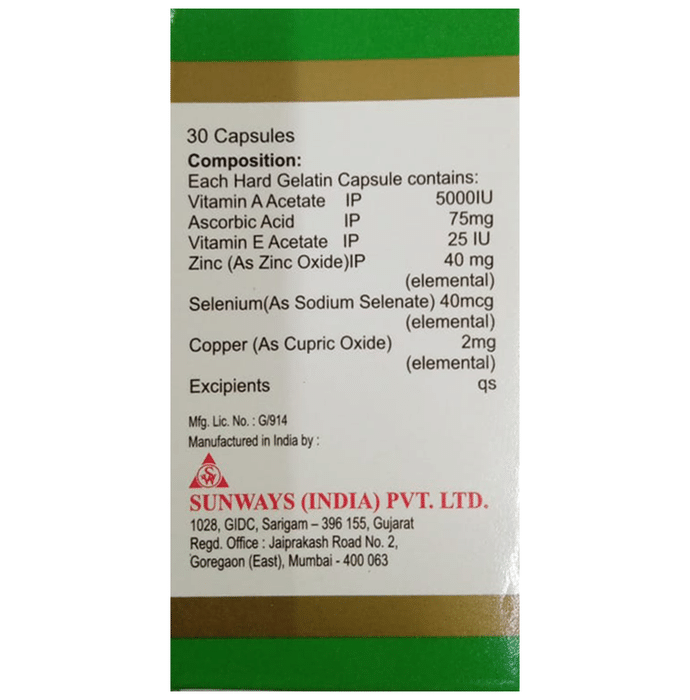 30 Capsules
Composition:
Each Hard Gelatin Capsule contains:
Vitamin A Acetate IP 5000IU
Ascorbic Acid IP 75mg
Vitamin E Acetate IP 25 IU
Zinc (As Zinc Oxide)IP 40 mg
(elemental)
Selenium(As Sodium Selenate) 40mcg
(elemental)
Copper (As Cupric Oxide) 2mg
(elemental)
Excipients qs
Mfg. Lic. No. : G/914
Manufactured in India by :
SW
SUNWAYS (INDIA) PVT. LTD.
1028, GIDC, Sarigam – 396 155, Gujarat
Regd. Office : Jaiprakash Road No. 2,
Goregaon (East), Mumbai - 400 063